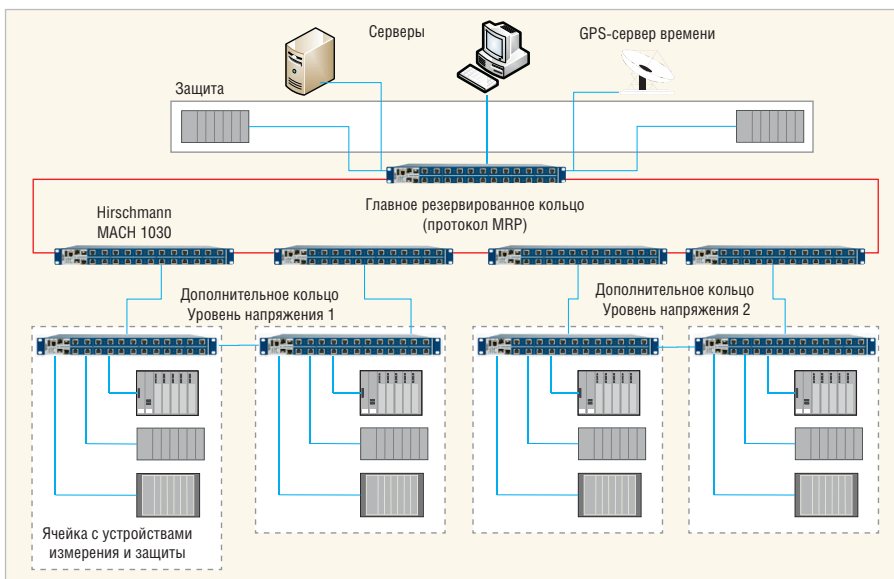 Серверы
GPS-сервер времени
Защита
Hirschmann
MACH 1030
Главное резервированное кольцо
(протокол MRP)
Дополнительное кольцо
Уровень напряжения 1
Дополнительное кольцо
Уровень напряжения 2
Ячейка с устройствами
измерения и защиты